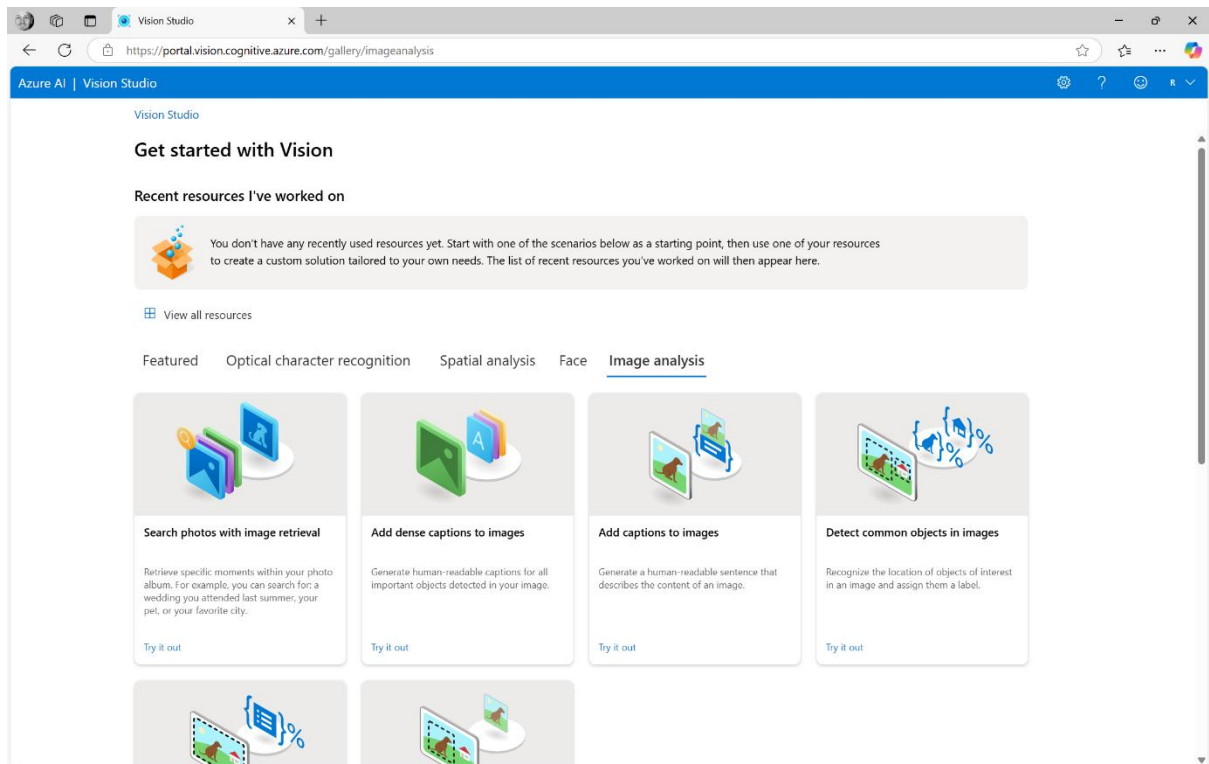 Vision Studio
https://portal.vision.cognitive.azure.com/gallery/imageanalysis
Azure AI | Vision Studio
R
Vision Studio
Get started with Vision
Recent resources I've worked on
You don't have any recently used resources yet. Start with one of the scenarios below as a starting point, then use one of your resources
to create a custom solution tailored to your own needs. The list of recent resources you've worked on will then appear here.
View all resources
Featured Optical character recognition Spatial analysis Face Image analysis
Search photos with image retrieval
Retrieve specific moments within your photo
album. For example, you can search for: a
wedding you attended last summer, your
pet, or your favorite city.
Try it out
A
Add dense captions to images
Generate human-readable captions for all
important objects detected in your image.
Try it out
Add captions to images
Generate a human-readable sentence that
describes the content of an image.
Try it out
Detect common objects in images
Recognize the location of objects of interest
in an image and assign them a label.
Try it out